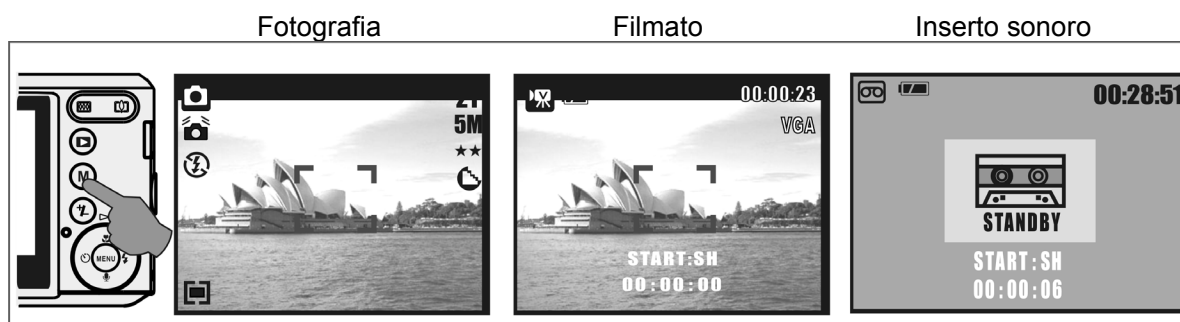 Fotografia
Filmato
Inserto sonoro
M
MENU
5M
★★
00:00:23
VGA
START:SH
00:00:00
00:28:51
STANDBY
START:SH
00:00:06